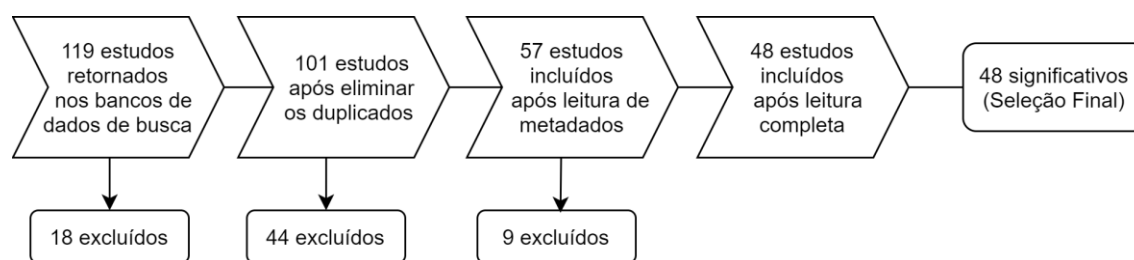 119 estudos
retornados
nos bancos de
dados de busca
101 estudos
após eliminar
os duplicados
57 estudos
incluídos
após leitura de
metadados
48 estudos
incluídos
após leitura
completa
48 significativos
(Seleção Final)
18 excluídos
44 excluídos
9 excluídos